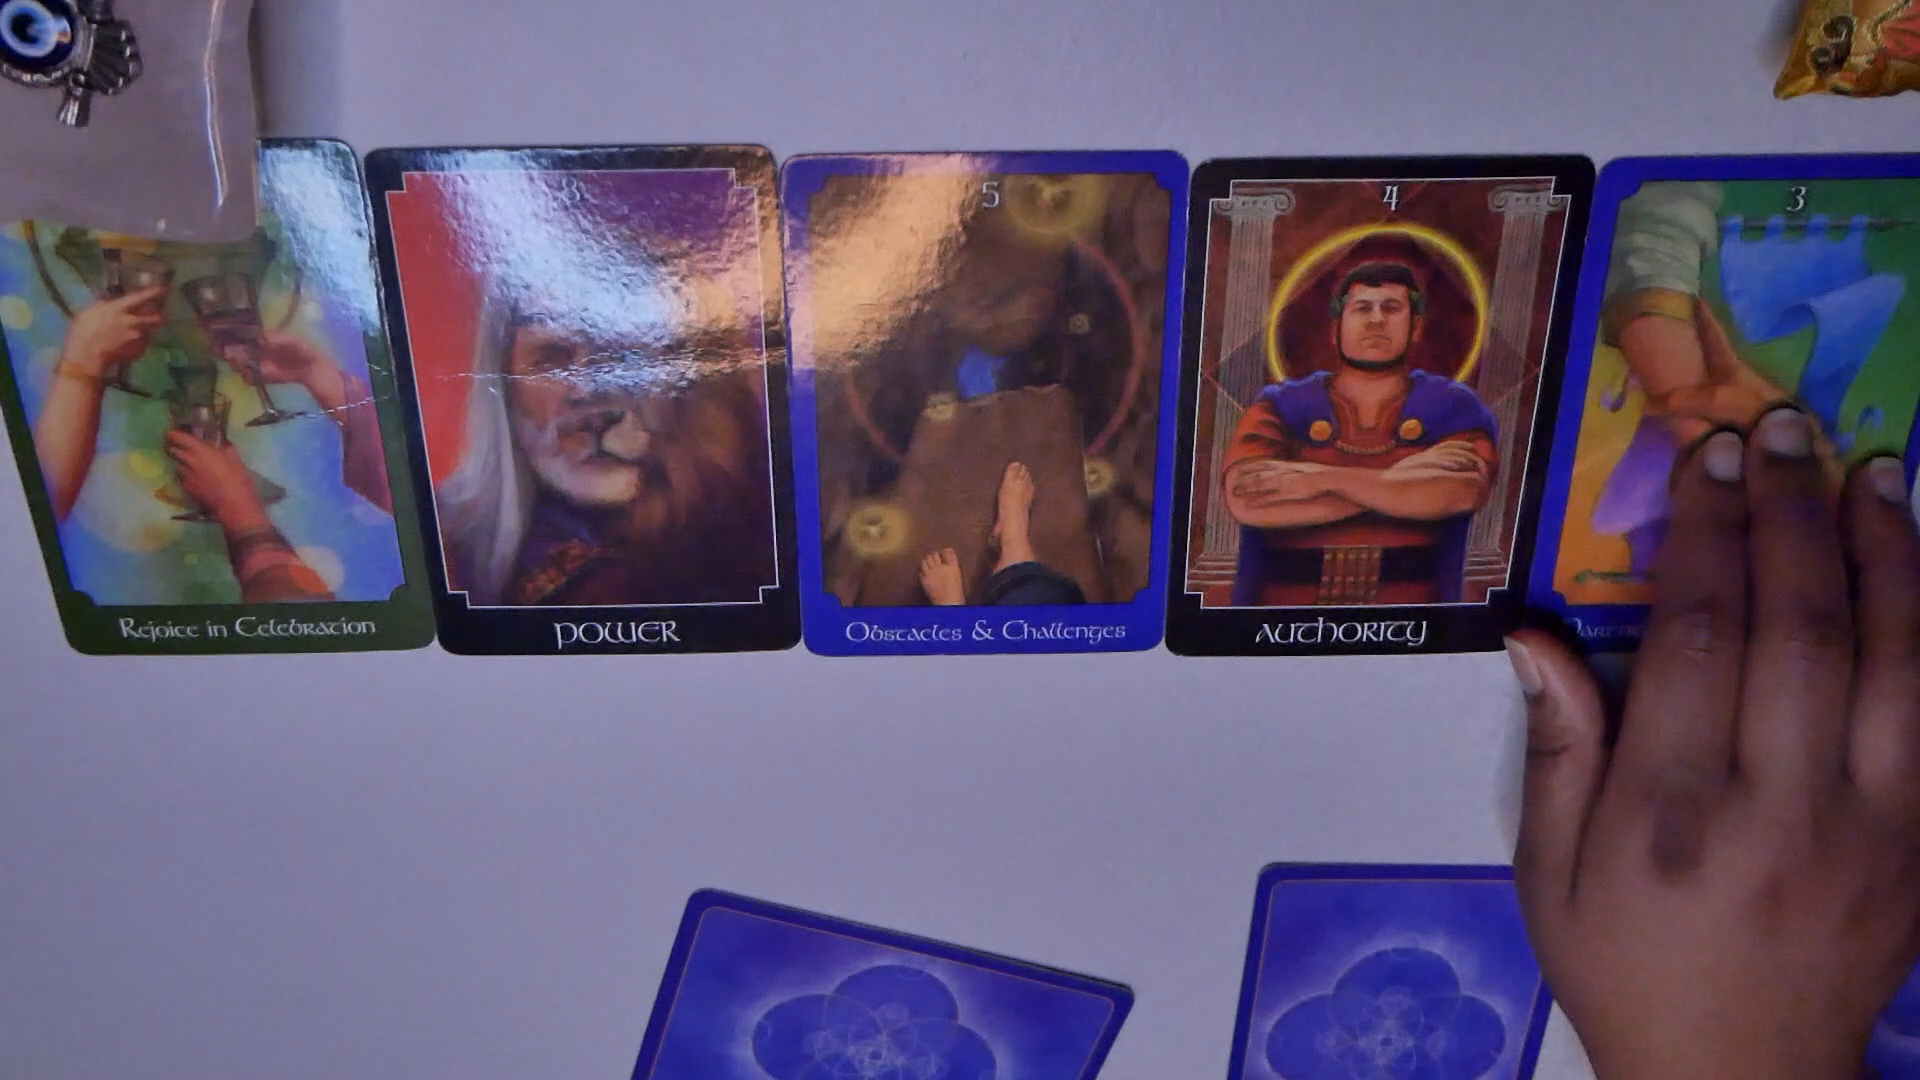 Rejoice in Celebration
8
POWER
5
Obstacles & Challenges
4
AUTHORITY
3